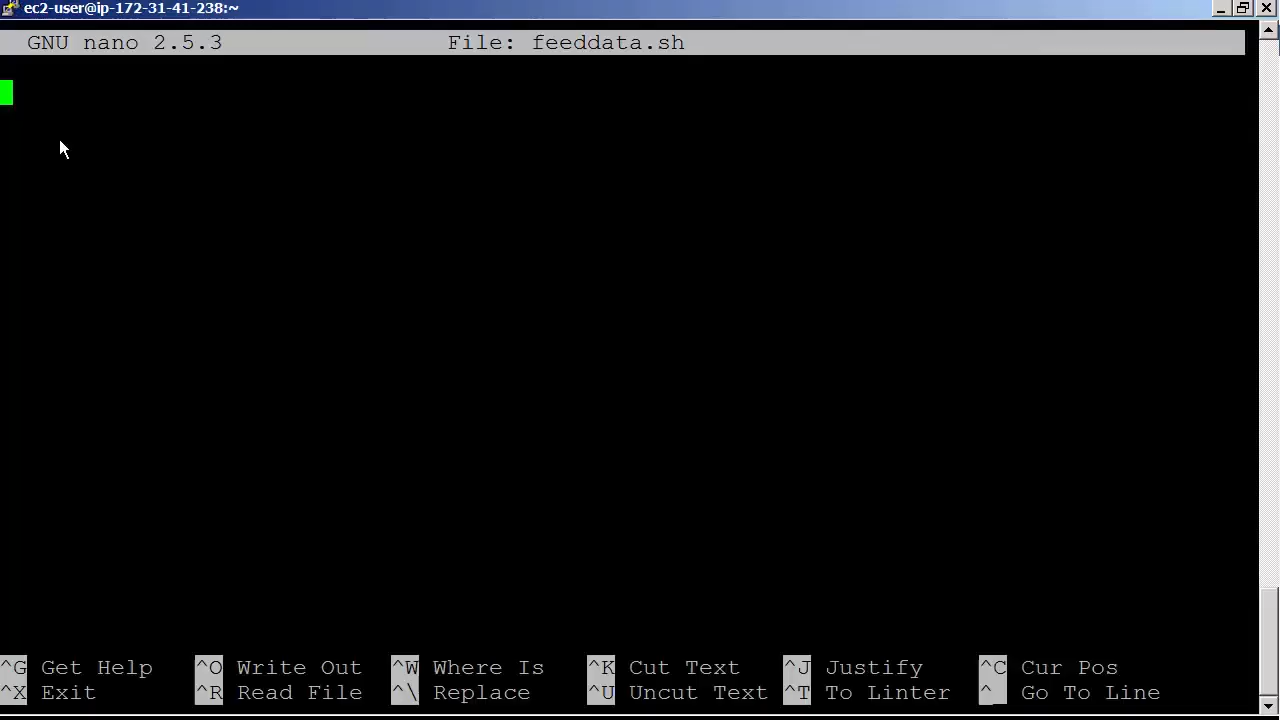 ec2-user@ip-172-31-41-238:~
GNU nano 2.5.3 File: feeddata.sh
^G Get Help ^O Write Out ^W Where Is ^K Cut Text ^J Justify ^C Cur Pos
^X Exit ^R Read File ^\ Replace ^U Uncut Text ^T To Linter ^_ Go To Line